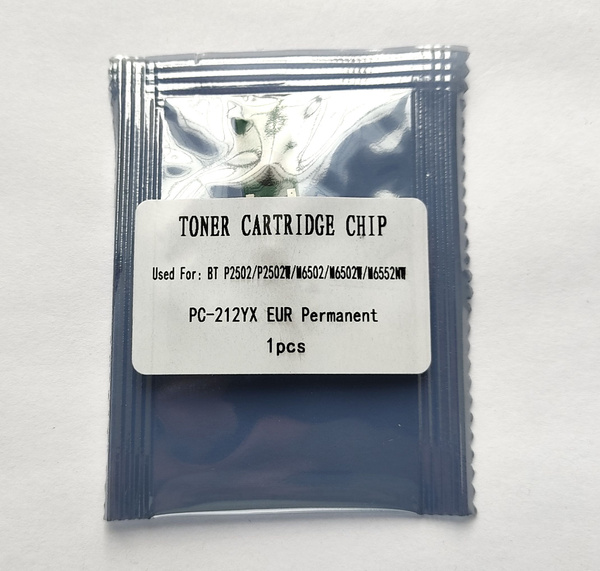 TONER CARTRIDGE CHIP
Used For: BT P2502/P2502W/M6502/M6502W/M6552NW
PC-212YX EUR Permanent
1pcs